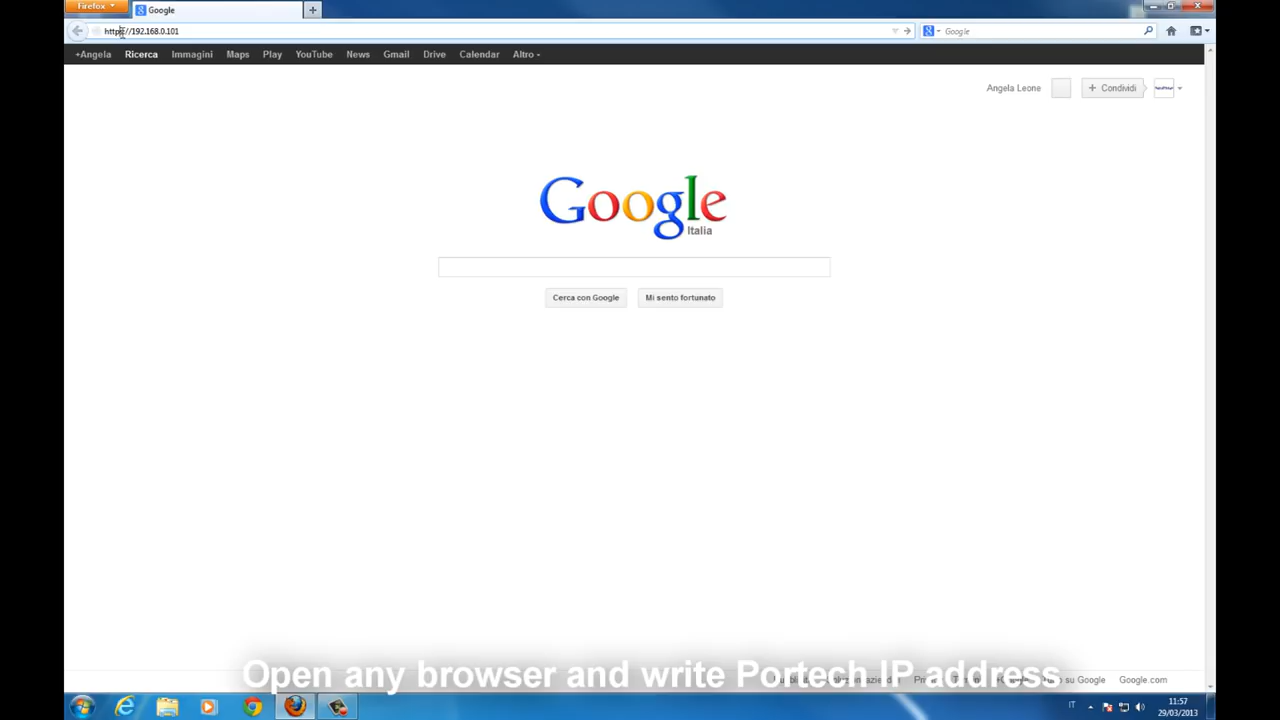 Firefox
Google
http://192.168.0.101
Google
+Angela Ricerca Immagini Maps Play YouTube News Gmail Drive Calendar Altro
Angela Leone
+ Condividi
Google
Italia
Cerca con Google
Mi sento fortunato
Open any browser and write Portech IP address
su Google
Google.com
IT
11:57
29/03/2013